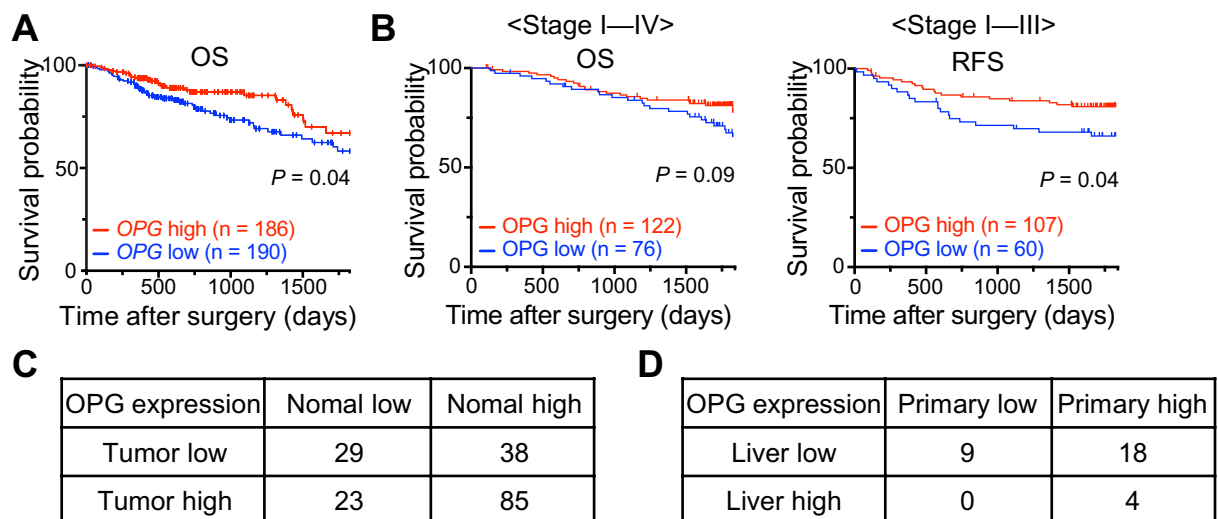 A
OS
Survival probability
100
50
0
P = 0.04
OPG high (n = 186)
OPG low (n = 190)
0 500 1000 1500
Time after surgery (days)
B
<Stage I—IV>
OS
Survival probability
100
50
0
P = 0.09
OPG high (n = 122)
OPG low (n = 76)
0 500 1000 1500
Time after surgery (days)
<Stage I—III>
RFS
Survival probability
100
50
0
P = 0.04
OPG high (n = 107)
OPG low (n = 60)
0 500 1000 1500
Time after surgery (days)
C
OPG expression Nomal low Nomal high
Tumor low 29 38
Tumor high 23 85
D
OPG expression Primary low Primary high
Liver low 9 18
Liver high 0 4